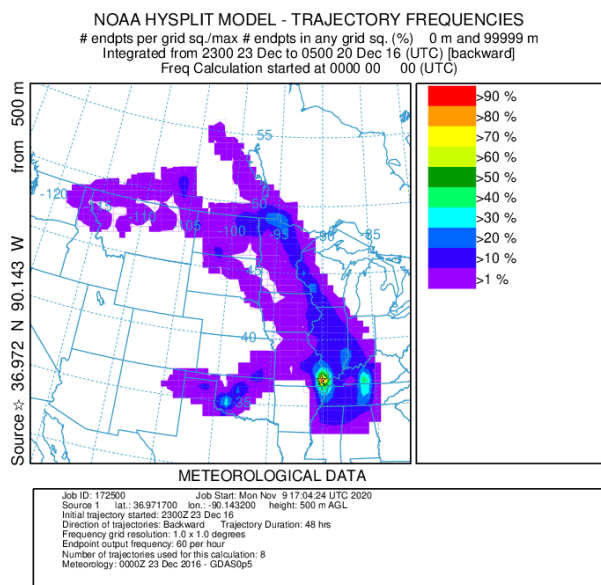 NOAA HYSPLIT MODEL - TRAJECTORY FREQUENCIES
# endpts per grid sq./max # endpts in any grid sq. (%)    0 m and 99999 m
Integrated from 2300 23 Dec to 0500 20 Dec 16 (UTC) [backward]
Freq Calculation started at 0000 00    00 (UTC)
Source ☆ 36.972 N 90.143 W    from 500 m
55
-120
-115
-110
-105
-100
50
-95
-90
-85
45
40
35
>90 %
>80 %
>70 %
>60 %
>50 %
>40 %
>30 %
>20 %
>10 %
>1 %
METEOROLOGICAL DATA
Job ID: 172500    Job Start: Mon Nov 9 17:04:24 UTC 2020
Source 1    lat.: 36.971700    lon.: -90.143200    height: 500 m AGL
Initial trajectory started: 2300Z 23 Dec 16
Direction of trajectories: Backward    Trajectory Duration: 48 hrs
Frequency grid resolution: 1.0 x 1.0 degrees
Endpoint output frequency: 60 per hour
Number of trajectories used for this calculation: 8
Meteorology: 0000Z 23 Dec 2016 - GDAS0p5